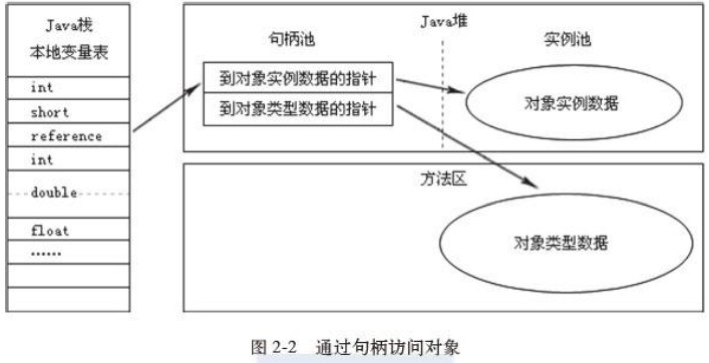 Java栈
本地变量表
int
short
reference
int
double
float
……
Java堆
句柄池
实例池
到对象实例数据的指针
到对象类型数据的指针
对象实例数据
方法区
对象类型数据
图 2-2 通过句柄访问对象